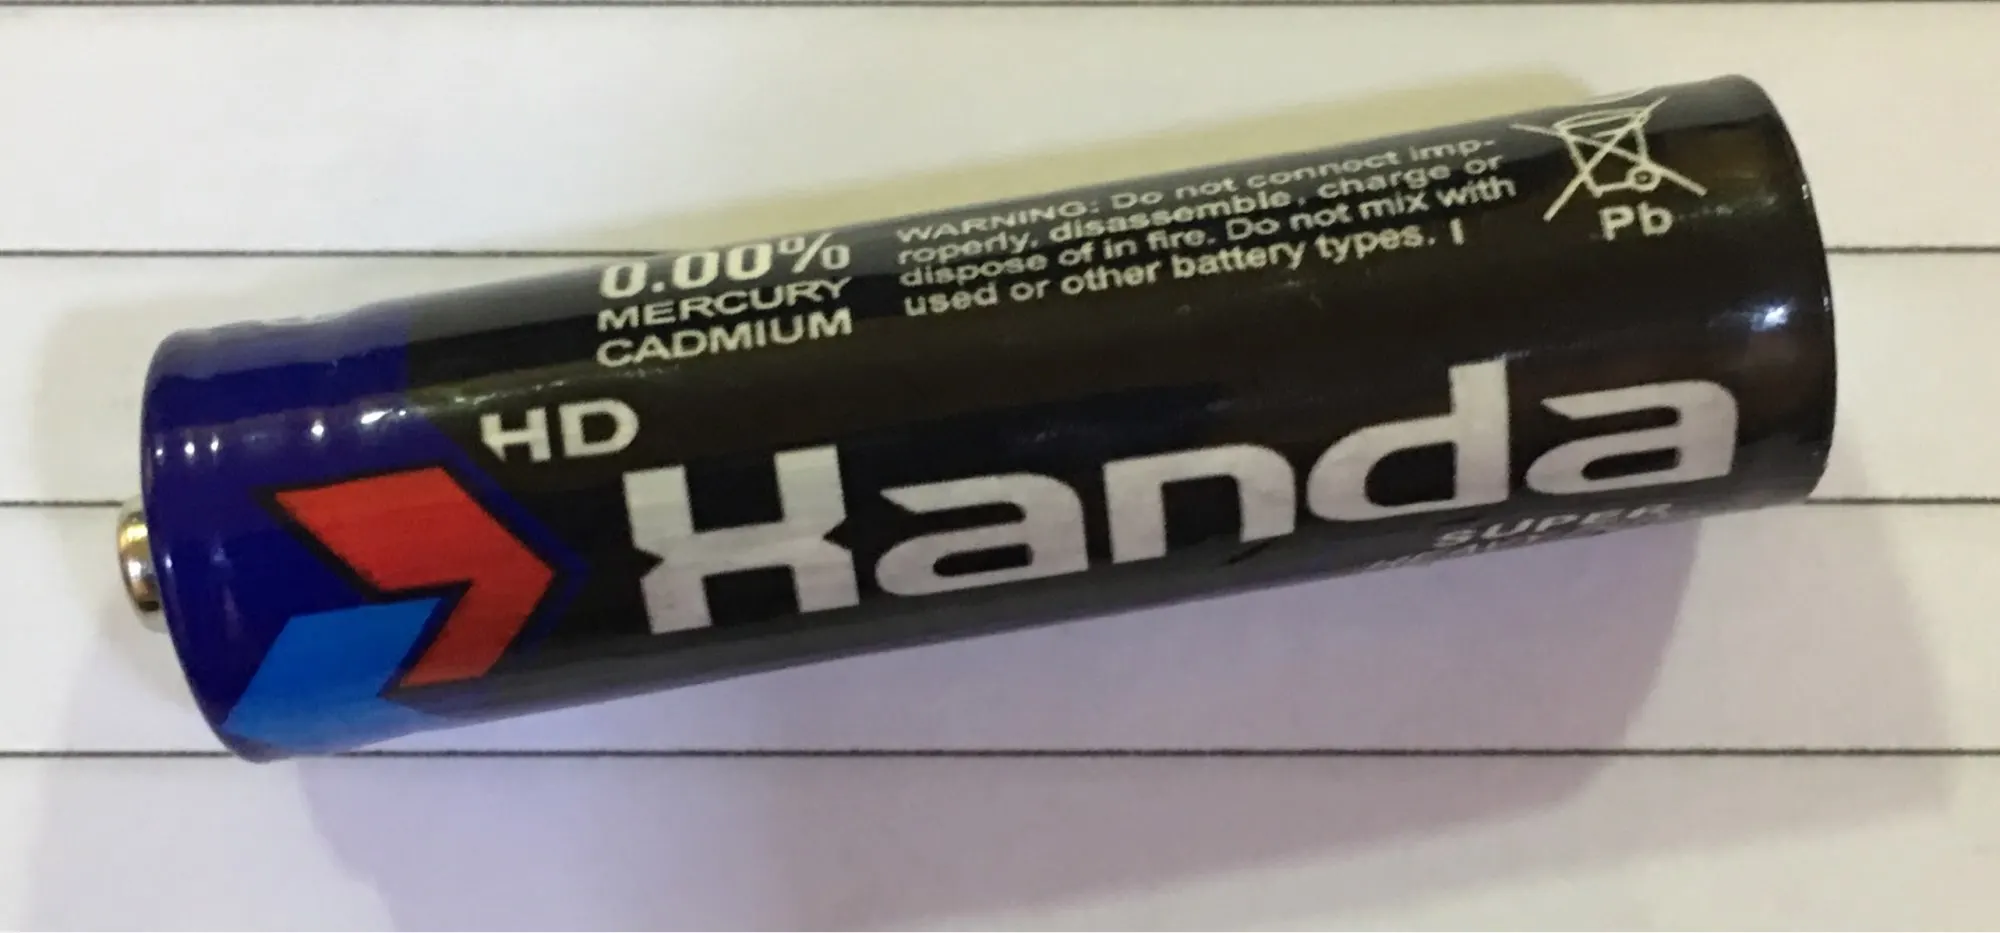 0.00%
MERCURY
CADMIUM
WARNING: Do not connect imp-
roperly, disassemble, charge or
dispose of in fire. Do not mix with
used or other battery types. I
Pb
HD
Handa
SUPER